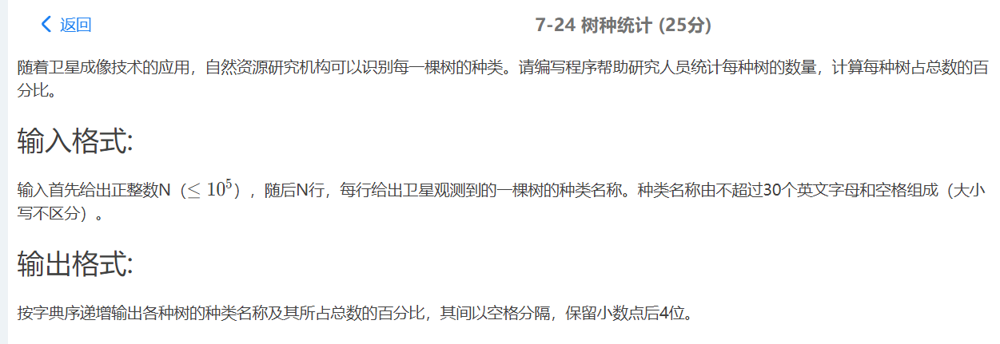 返回
7-24 树种统计 (25分)
随着卫星成像技术的应用，自然资源研究机构可以识别每一棵树的种类。请编写程序帮助研究人员统计每种树的数量，计算每种树占总数的百
分比。
输入格式:
输入首先给出正整数N（≤ 10⁵），随后N行，每行给出卫星观测到的一棵树的种类名称。种类名称由不超过30个英文字母和空格组成（大小
写不区分）。
输出格式:
按字典序递增输出各种树的种类名称及其所占总数的百分比，其间以空格分隔，保留小数点后4位。